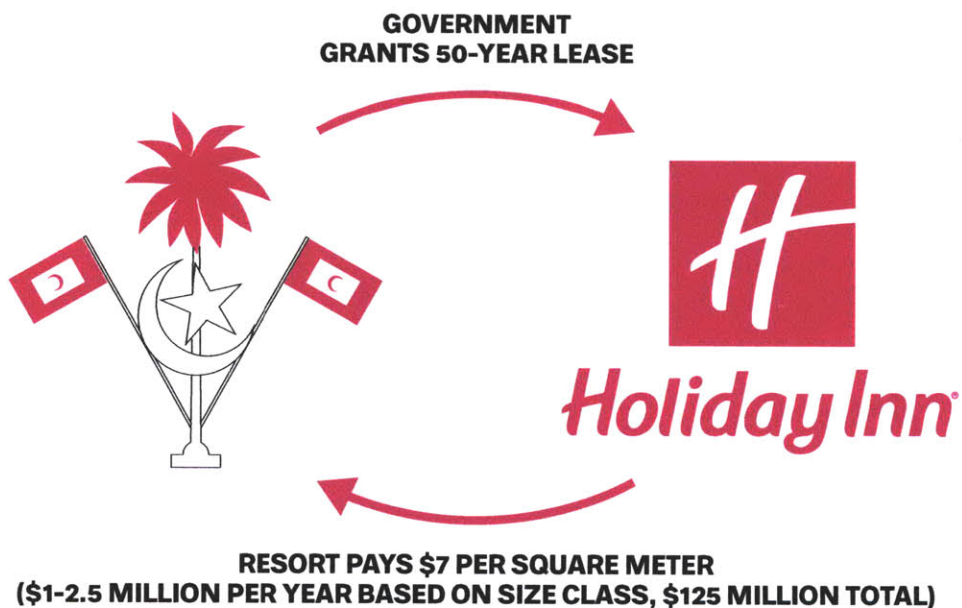 GOVERNMENT
GRANTS 50-YEAR LEASE
H
Holiday Inn®
RESORT PAYS $7 PER SQUARE METER
($1-2.5 MILLION PER YEAR BASED ON SIZE CLASS, $125 MILLION TOTAL)